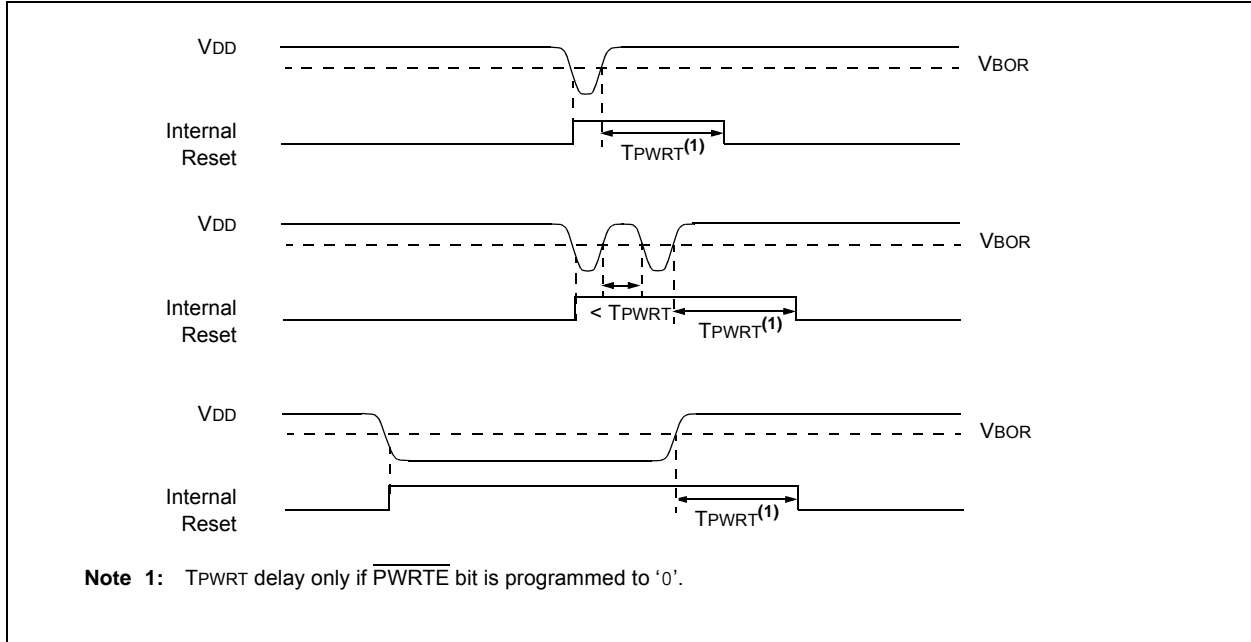 VDD
VBOR
Internal
Reset
TPWRT(1)
VDD
VBOR
Internal
Reset
< TPWRT
TPWRT(1)
VDD
VBOR
Internal
Reset
TPWRT(1)
Note 1: TPWRT delay only if PWRTE bit is programmed to ‘0’.